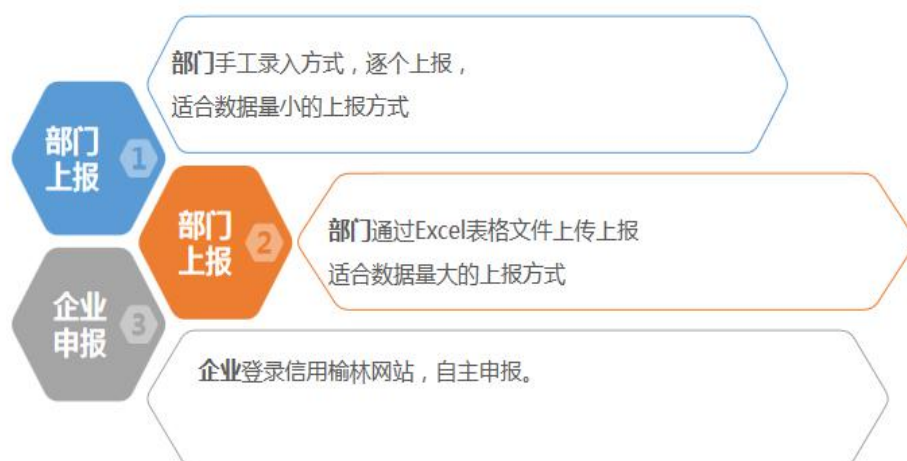 部门手工录入方式，逐个上报，
适合数据量小的上报方式
部门
上报
1
部门
上报
2
部门通过Excel表格文件上传上报
适合数据量大的上报方式
企业
申报
3
企业登录信用榆林网站，自主申报。